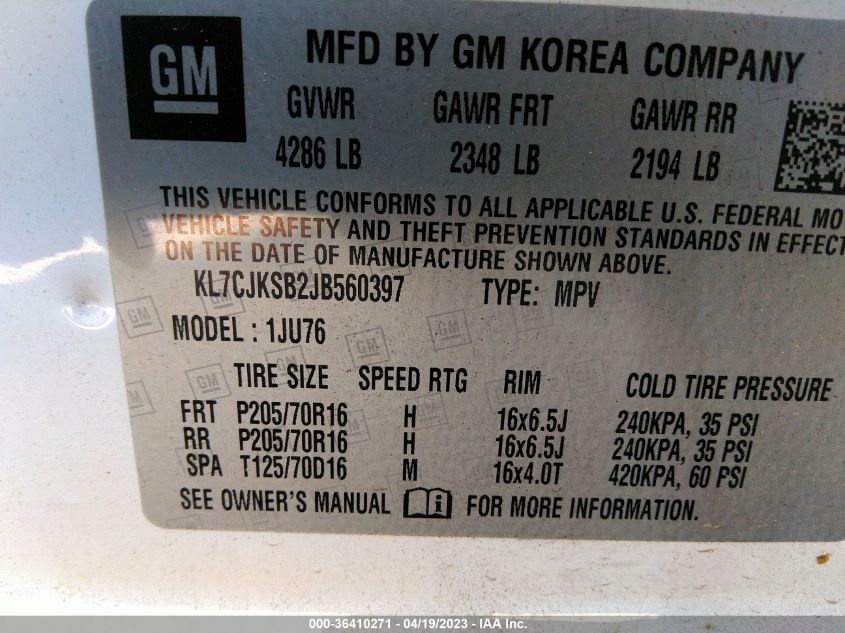 GM
MFD BY GM KOREA COMPANY
GVWR GAWR FRT GAWR RR
4286 LB 2348 LB 2194 LB
THIS VEHICLE CONFORMS TO ALL APPLICABLE U.S. FEDERAL MO
VEHICLE SAFETY AND THEFT PREVENTION STANDARDS IN EFFECT
ON THE DATE OF MANUFACTURE SHOWN ABOVE.
KL7CJKSB2JB560397 TYPE: MPV
MODEL: 1JU76
TIRE SIZE SPEED RTG RIM COLD TIRE PRESSURE
FRT P205/70R16 H 16x6.5J 240KPA, 35 PSI
RR P205/70R16 H 16x6.5J 240KPA, 35 PSI
SPA T125/70D16 M 16x4.0T 420KPA, 60 PSI
SEE OWNER'S MANUAL FOR MORE INFORMATION.
000-36410271 - 04/19/2023 - IAA Inc.